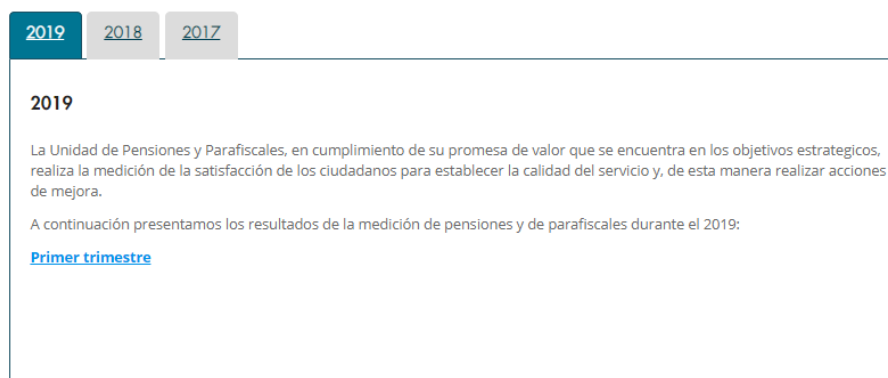 2019
2018
2017
2019
La Unidad de Pensiones y Parafiscales, en cumplimiento de su promesa de valor que se encuentra en los objetivos estrategicos,
realiza la medición de la satisfacción de los ciudadanos para establecer la calidad del servicio y, de esta manera realizar acciones
de mejora.
A continuación presentamos los resultados de la medición de pensiones y de parafiscales durante el 2019:
Primer trimestre